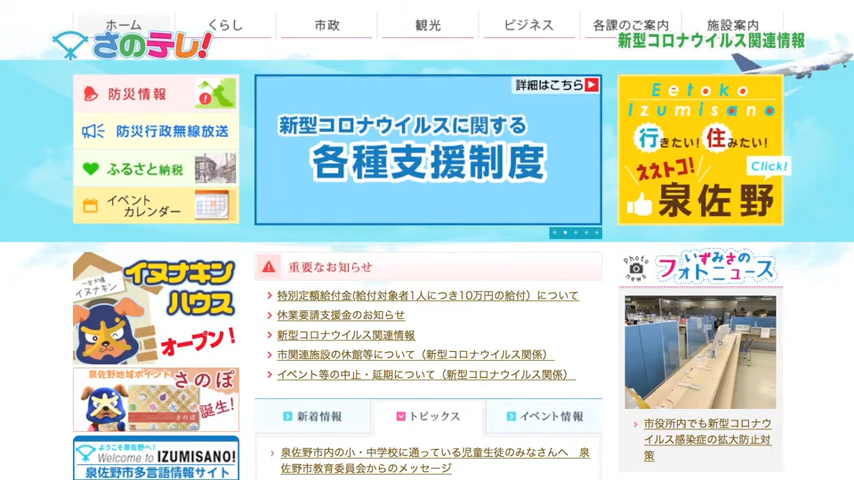 ホーム
くらし
市政
観光
ビジネス
各課のご案内
施設案内
さのテレ!
新型コロナウイルス関連情報
防災情報
防災行政無線放送
ふるさと納税
イベント
カレンダー
詳細はこちら
新型コロナウイルスに関する
各種支援制度
Eetoko
Izumisano
行きたい!住みたい!
ええトコ!
Click!
泉佐野
イヌナキン
ハウス
オープン!
イヌナキン
泉佐野地域ポイント
さのぽ
誕生!
ようこそ泉佐野へ!
Welcome to IZUMISANO!
泉佐野市多言語情報サイト
重要なお知らせ
特別定額給付金(給付対象者1人につき10万円の給付)について
休業要請支援金のお知らせ
新型コロナウイルス関連情報
市関連施設の休館等について(新型コロナウイルス関係)
イベント等の中止・延期について(新型コロナウイルス関係)
新着情報
トピックス
イベント情報
泉佐野市内の小・中学校に通っている児童生徒のみなさんへ 泉
佐野市教育委員会からのメッセージ
Photo
news
いずみさの
フォトニュース
市役所内でも新型コロナウ
イルス感染症の拡大防止対
策